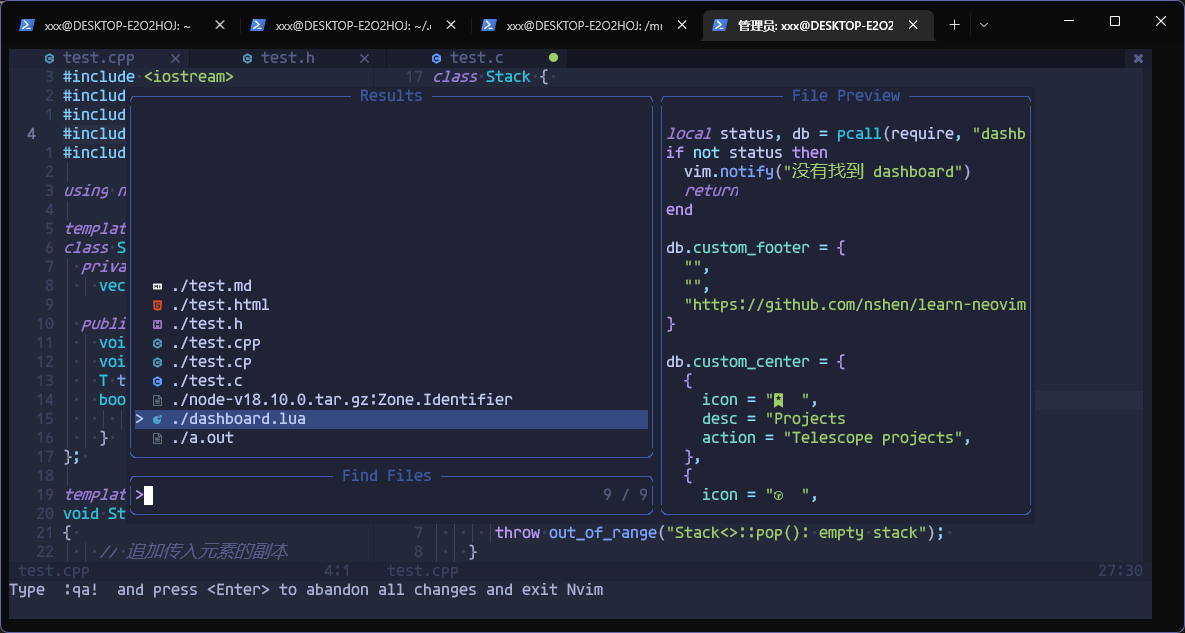 xxx@DESKTOP-E2O2HOJ: ~
xxx@DESKTOP-E2O2HOJ: ~/.
xxx@DESKTOP-E2O2HOJ: /m
管理员: xxx@DESKTOP-E2O2
test.cpp
test.h
test.c
3 #include <iostream>
17 class Stack {
2 #includ
1 #includ
4 #includ
1 #includ
2
3 using n
4
5 templat
6 class S
7 priva
8 vec
9
10 publi
11 voi
12 voi
13 T t
14 boo
15
16 }
17 };
18
19 templat
20 void St
21 {
22 // 追加传入元素的副本
Results
./test.md
./test.html
./test.h
./test.cpp
./test.cp
./test.c
./node-v18.10.0.tar.gz:Zone.Identifier
> ./dashboard.lua
./a.out
Find Files
>
9 / 9
File Preview
local status, db = pcall(require, "dashb
if not status then
vim.notify("没有找到 dashboard")
return
end
db.custom_footer = {
"",
"",
"https://github.com/nshen/learn-neovim
}
db.custom_center = {
{
icon = " ",
desc = "Projects
action = "Telescope projects",
},
{
icon = " ",
7 throw out_of_range("Stack<>::pop(): empty stack");
8 }
test.cpp 4:1
test.cpp 27:30
Type :qa! and press <Enter> to abandon all changes and exit Nvim